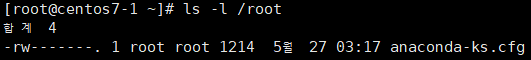 [root@centos7-1 ~]# ls -l /root
합계 4
-rw-------. 1 root root 1214  5월  27 03:17 anaconda-ks.cfg